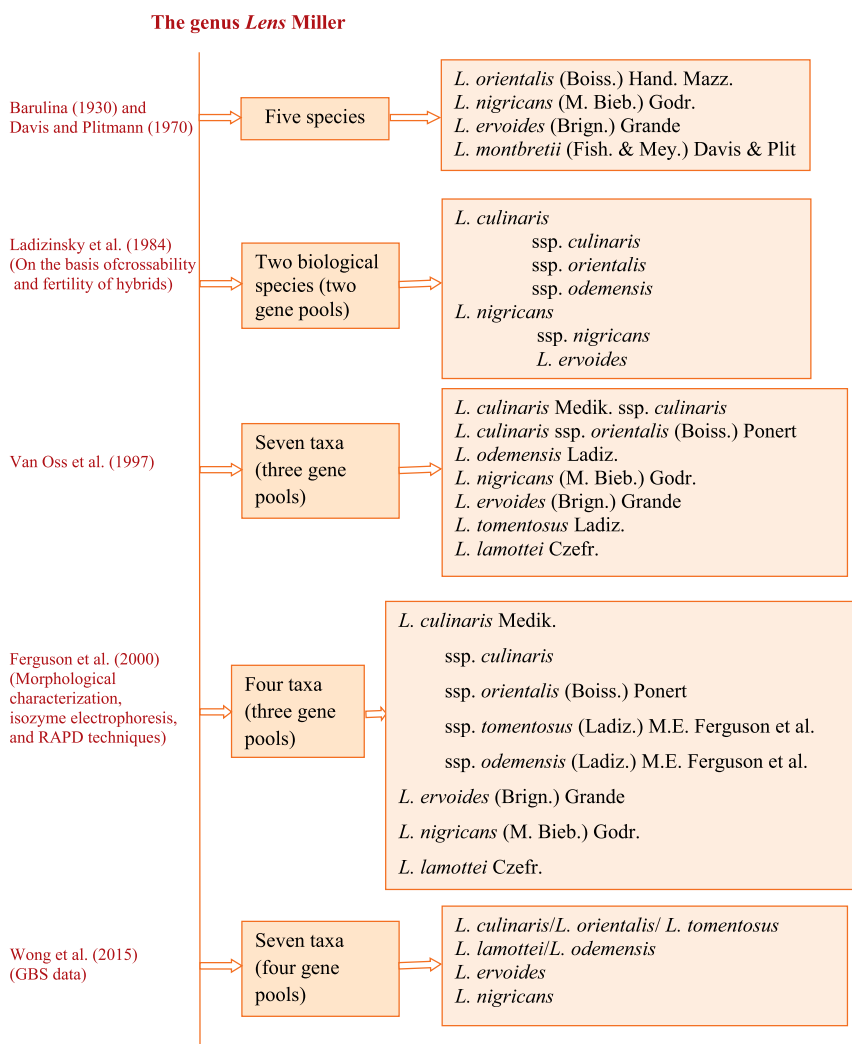 The genus Lens Miller
Barulina (1930) and
Davis and Plitmann (1970)
Five species
L. orientalis (Boiss.) Hand. Mazz.
L. nigricans (M. Bieb.) Godr.
L. ervoides (Brign.) Grande
L. montbretii (Fish. & Mey.) Davis & Plit
Ladizinsky et al. (1984)
(On the basis ofcrossability
and fertility of hybrids)
Two biological
species (two
gene pools)
L. culinaris
ssp. culinaris
ssp. orientalis
ssp. odemensis
L. nigricans
ssp. nigricans
L. ervoides
Van Oss et al. (1997)
Seven taxa
(three gene
pools)
L. culinaris Medik. ssp. culinaris
L. culinaris ssp. orientalis (Boiss.) Ponert
L. odemensis Ladiz.
L. nigricans (M. Bieb.) Godr.
L. ervoides (Brign.) Grande
L. tomentosus Ladiz.
L. lamottei Czefr.
Ferguson et al. (2000)
(Morphological
characterization,
isozyme electrophoresis,
and RAPD techniques)
Four taxa
(three gene
pools)
L. culinaris Medik.
ssp. culinaris
ssp. orientalis (Boiss.) Ponert
ssp. tomentosus (Ladiz.) M.E. Ferguson et al.
ssp. odemensis (Ladiz.) M.E. Ferguson et al.
L. ervoides (Brign.) Grande
L. nigricans (M. Bieb.) Godr.
L. lamottei Czefr.
Wong et al. (2015)
(GBS data)
Seven taxa
(four gene
pools)
L. culinaris/L. orientalis/ L. tomentosus
L. lamottei/L. odemensis
L. ervoides
L. nigricans